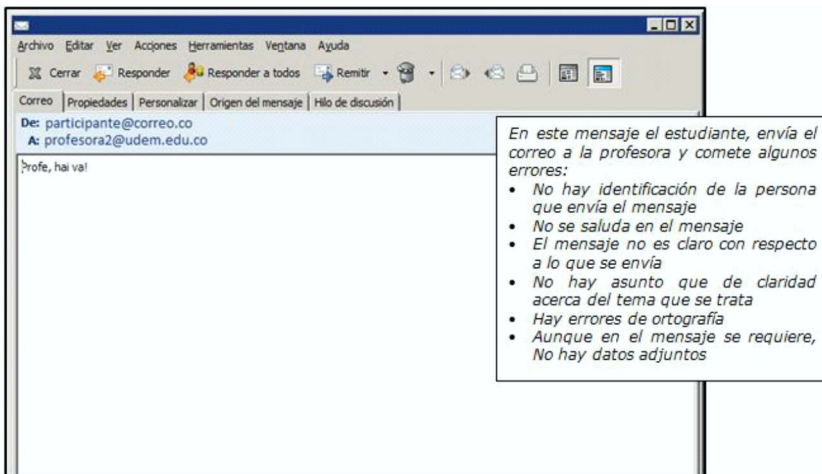 Archivo Editar Ver Acciones Herramientas Ventana Ayuda
Cerrar Responder Responder a todos Remitir
Correo Propiedades Personalizar Origen del mensaje Hilo de discusión
De: participante@correo.co
A: profesora2@udem.edu.co
Profe, hai va!
En este mensaje el estudiante, envía el
correo a la profesora y comete algunos
errores:
• No hay identificación de la persona
que envía el mensaje
• No se saluda en el mensaje
• El mensaje no es claro con respecto
a lo que se envía
• No hay asunto que de claridad
acerca del tema que se trata
• Hay errores de ortografía
• Aunque en el mensaje se requiere,
No hay datos adjuntos